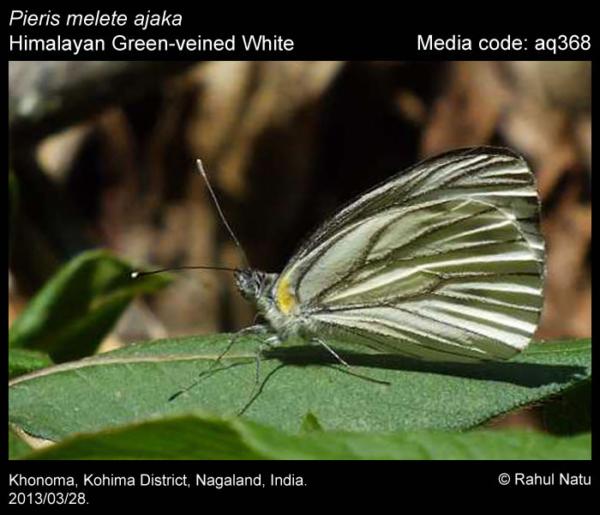 Pieris melete ajaka
Himalayan Green-veined White
Media code: aq368
Khonoma, Kohima District, Nagaland, India.
2013/03/28.
© Rahul Natu